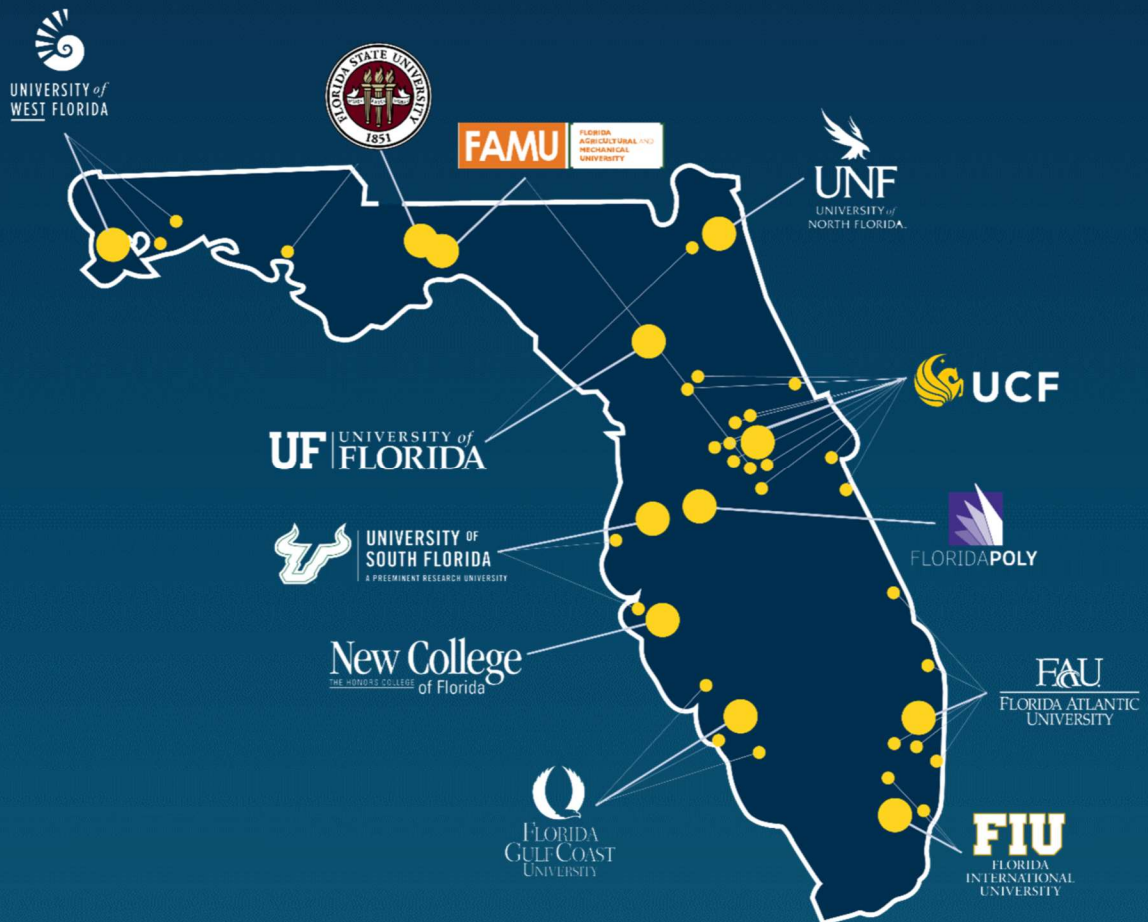 UNIVERSITY of
WEST FLORIDA
FLORIDA STATE UNIVERSITY
1851
FAMU
FLORIDA
AGRICULTURAL AND
MECHANICAL
UNIVERSITY
UNF
UNIVERSITY of
NORTH FLORIDA
UCF
UF
UNIVERSITY of
FLORIDA
UNIVERSITY OF
SOUTH FLORIDA
A PREEMINENT RESEARCH UNIVERSITY
FLORIDAPOLY
New College
THE HONORS COLLEGE of Florida
FAU
FLORIDA ATLANTIC
UNIVERSITY
FLORIDA
GULF COAST
UNIVERSITY
FIU
FLORIDA
INTERNATIONAL
UNIVERSITY